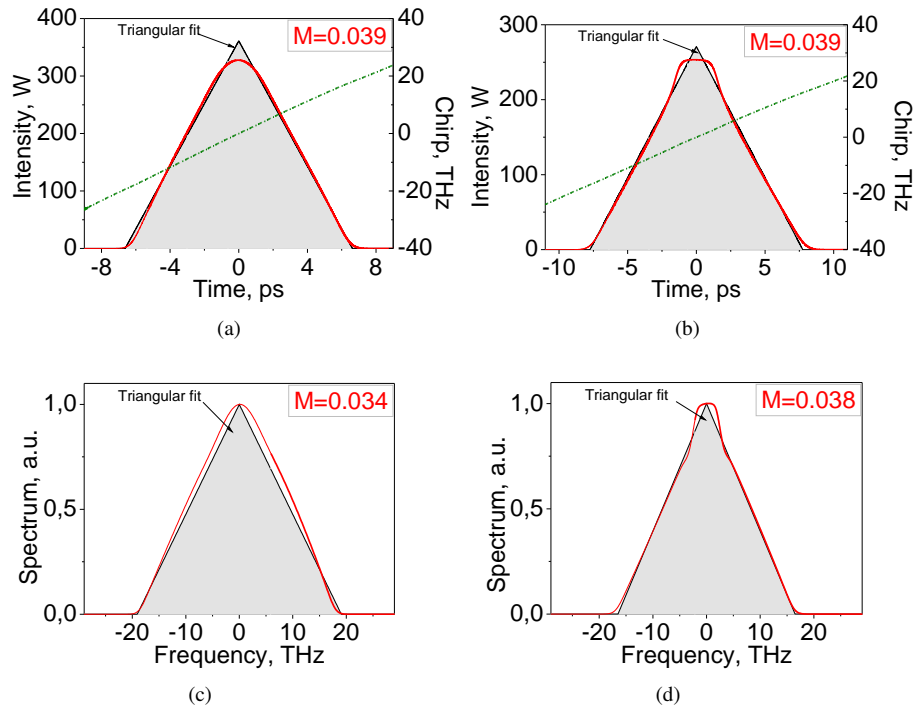 400
300
200
100
0
Intensity, W
Triangular fit
M=0.039
40
20
0
-20
-40
Chirp, THz
-8 -4 0 4 8
Time, ps
(a)
300
200
100
0
Intensity, W
Triangular fit
M=0.039
40
20
0
-20
-40
Chirp, THz
-10 -5 0 5 10
Time, ps
(b)
1,0
0,5
0,0
Spectrum, a.u.
Triangular fit
M=0.034
-20 -10 0 10 20
Frequency, THz
(c)
1,0
0,5
0,0
Spectrum, a.u.
Triangular fit
M=0.038
-20 -10 0 10 20
Frequency, THz
(d)